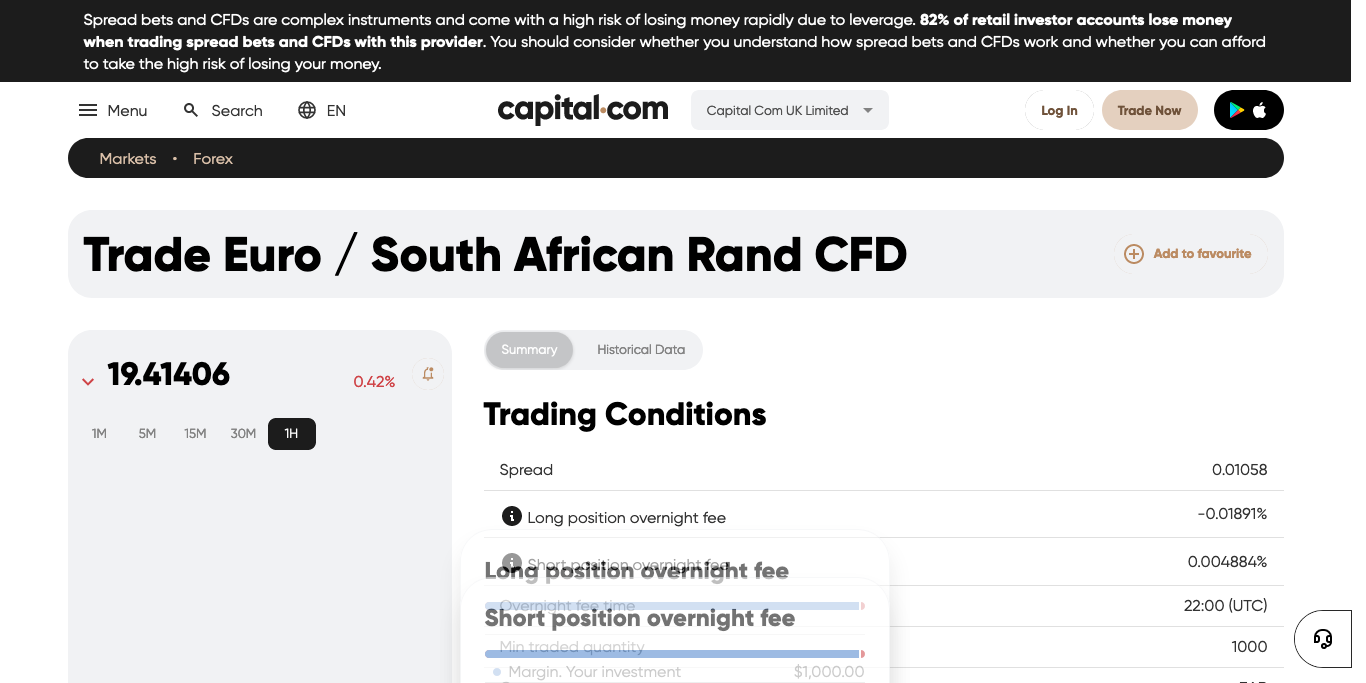 Spread bets and CFDs are complex instruments and come with a high risk of losing money rapidly due to leverage. 82% of retail investor accounts lose money
when trading spread bets and CFDs with this provider. You should consider whether you understand how spread bets and CFDs work and whether you can afford
to take the high risk of losing your money.
Menu Search EN capital.com Capital Com UK Limited Log In Trade Now
Markets • Forex
Trade Euro / South African Rand CFD Add to favourite
19.41406 0.42%
1M 5M 15M 30M 1H
Summary Historical Data
Trading Conditions
Spread 0.01058
Long position overnight fee -0.01891%
Short position overnight fee 0.004884%
Long position overnight fee
Overnight fee time 22:00 (UTC)
Short position overnight fee
Min traded quantity 1000
Margin. Your investment $1,000.00